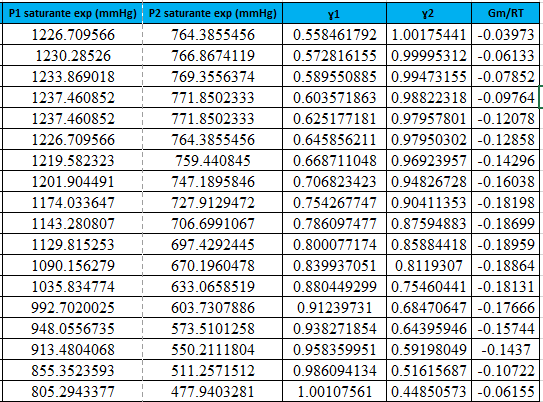 P1 saturante exp (mmHg) P2 saturante exp (mmHg) γ1 γ2 Gm/RT
1226.709566 764.3855456 0.558461792 1.00175441 -0.03973
1230.28526 766.8674119 0.572816155 0.99995312 -0.06133
1233.869018 769.3556374 0.589550885 0.99473155 -0.07852
1237.460852 771.8502333 0.603571863 0.98822318 -0.09764
1237.460852 771.8502333 0.625177181 0.97957801 -0.12078
1226.709566 764.3855456 0.645856211 0.97950302 -0.12858
1219.582323 759.440845 0.668711048 0.96923957 -0.14296
1201.904491 747.1895846 0.706823423 0.94826728 -0.16038
1174.033647 727.9129472 0.754267747 0.90411353 -0.18198
1143.280807 706.6991067 0.786097477 0.87594883 -0.18699
1129.815253 697.4292445 0.800077174 0.85884418 -0.18959
1090.156279 670.1960478 0.839937051 0.8119307 -0.18864
1035.834774 633.0658519 0.880449299 0.75460441 -0.18131
992.7020025 603.7307886 0.91239731 0.68470647 -0.17666
948.0556735 573.5101258 0.938271854 0.64395946 -0.15744
913.4804068 550.2111804 0.958359951 0.59198049 -0.1437
855.3523593 511.2571512 0.986094134 0.51615687 -0.10722
805.2943377 477.9403281 1.00107561 0.44850573 -0.06155